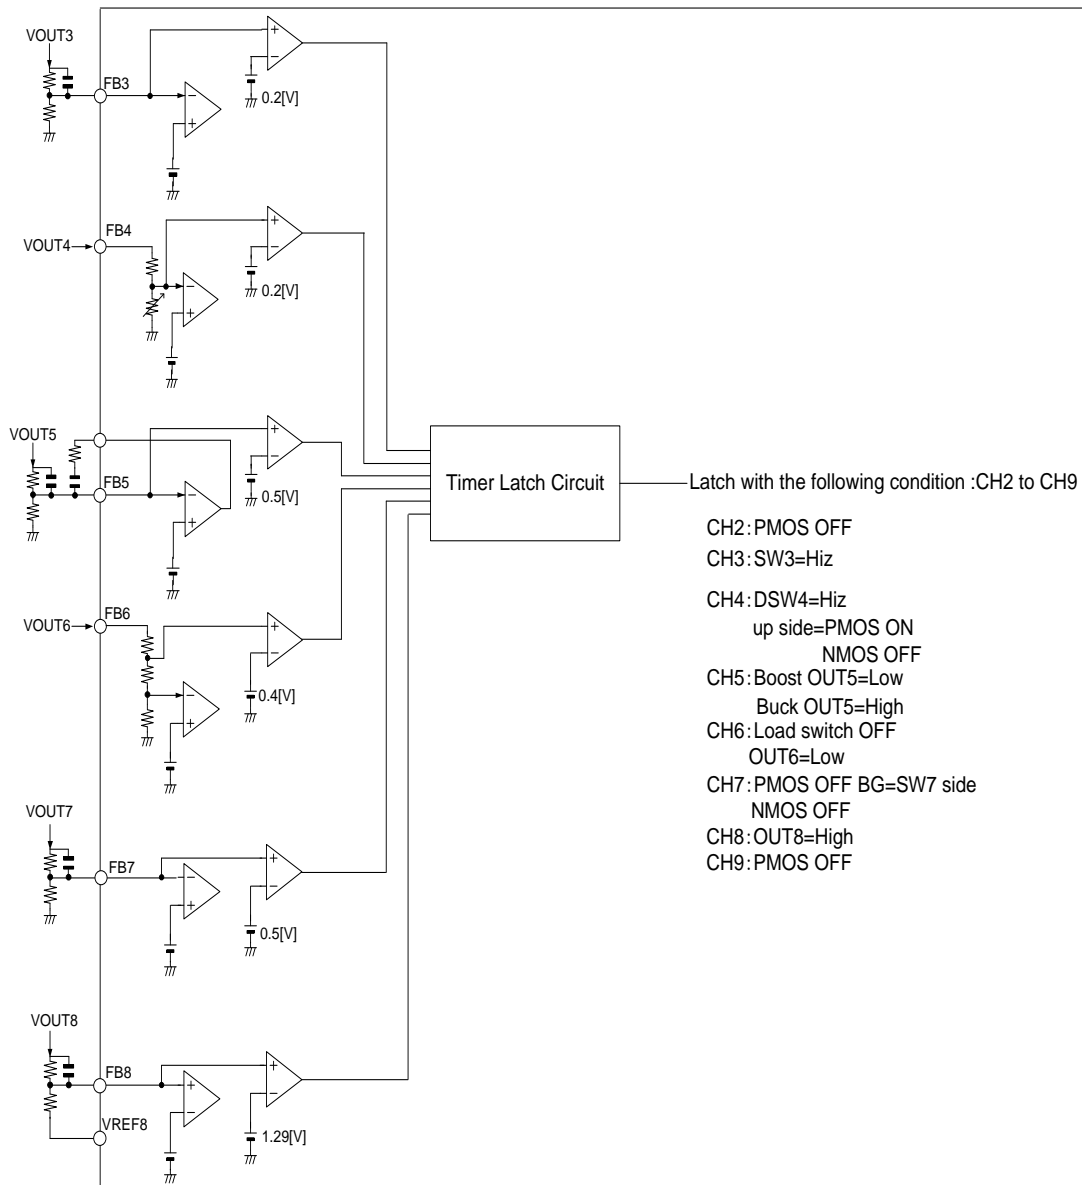 VOUT3
FB3
0.2[V]
VOUT4
FB4
0.2[V]
VOUT5
FB5
0.5[V]
Timer Latch Circuit
Latch with the following condition :CH2 to CH9
CH2:PMOS OFF
CH3:SW3=Hiz
CH4:DSW4=Hiz
up side=PMOS ON
NMOS OFF
CH5:Boost OUT5=Low
Buck OUT5=High
CH6:Load switch OFF
OUT6=Low
CH7:PMOS OFF BG=SW7 side
NMOS OFF
CH8:OUT8=High
CH9:PMOS OFF
VOUT6
FB6
0.4[V]
VOUT7
FB7
0.5[V]
VOUT8
FB8
VREF8
1.29[V]